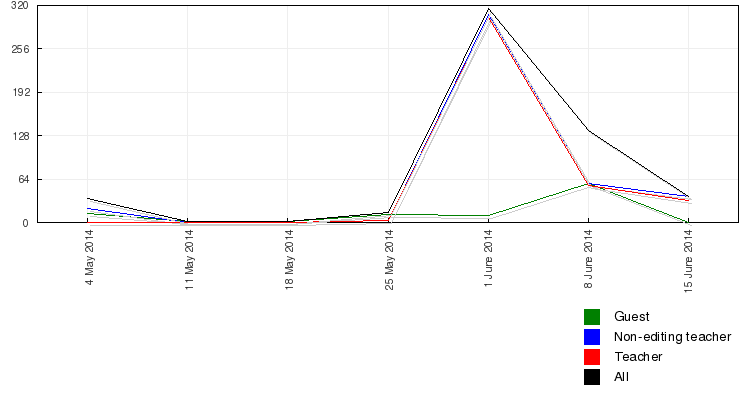 320
256
192
128
64
0
4 May 2014
11 May 2014
18 May 2014
25 May 2014
1 June 2014
8 June 2014
15 June 2014
Guest
Non-editing teacher
Teacher
All